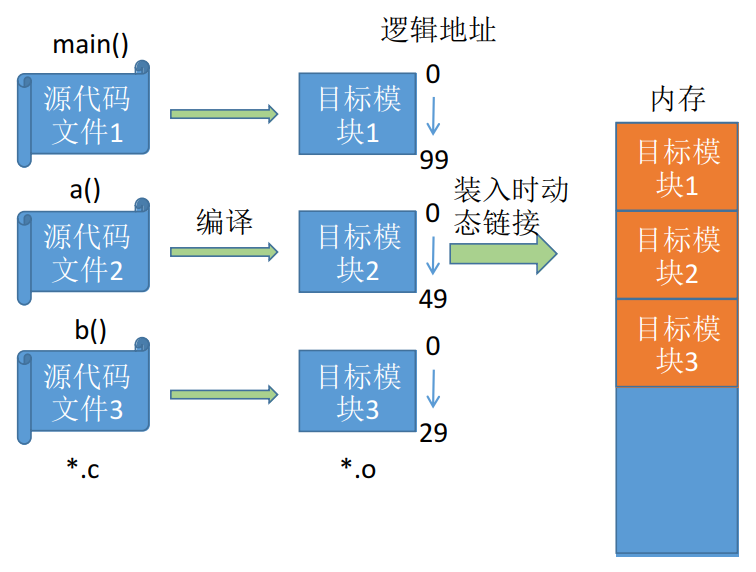 main()
源代码
文件1
a()
源代码
文件2
b()
源代码
文件3
*.c
编译
逻辑地址
目标模
块1
0
99
目标模
块2
0
49
目标模
块3
0
29
*.o
装入时动
态链接
内存
目标模
块1
目标模
块2
目标模
块3